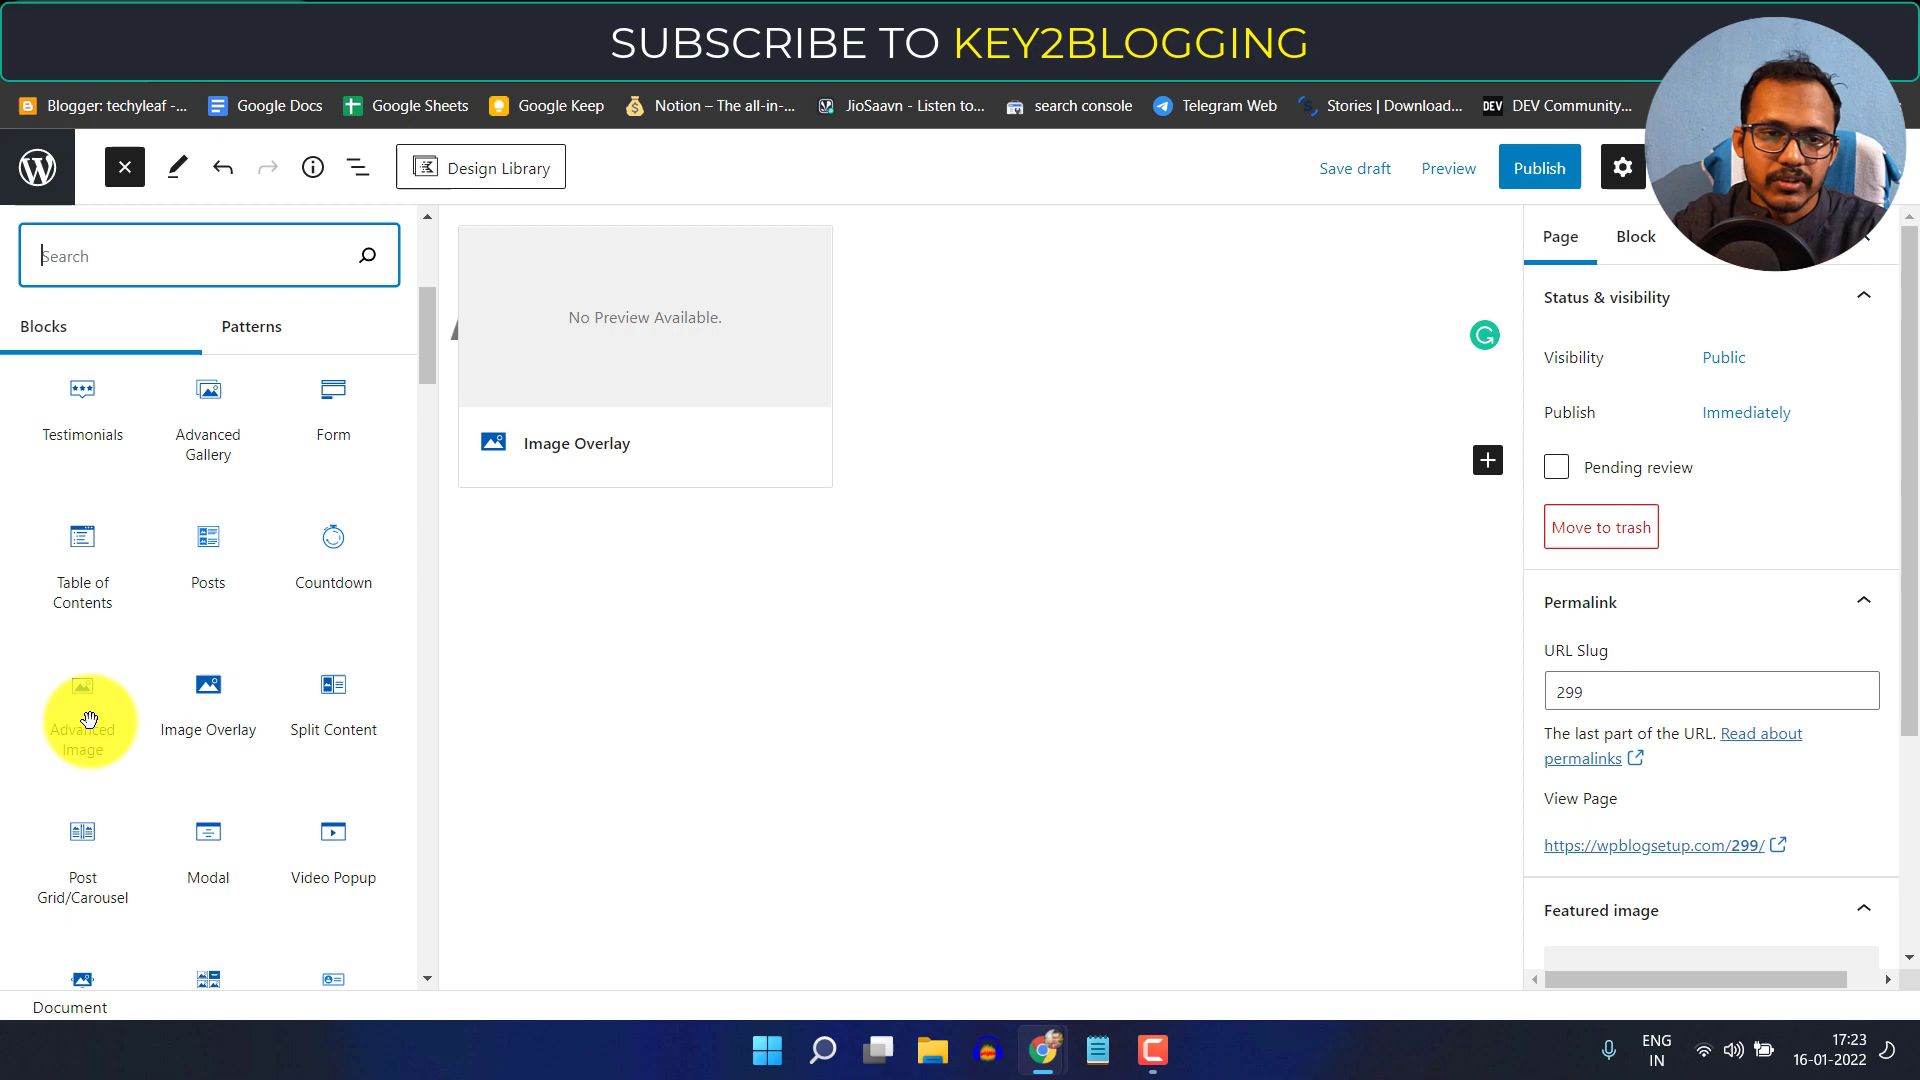 SUBSCRIBE TO KEY2BLOGGING
Blogger: techyleaf -... Google Docs Google Sheets Google Keep Notion – The all-in-... JioSaavn - Listen to... search console Telegram Web Stories | Download... DEV DEV Community...
Design Library Save draft Preview Publish
Search
Blocks Patterns
Testimonials
Advanced
Gallery
Form
Table of
Contents
Posts
Countdown
Advanced
Image
Image Overlay
Split Content
Post
Grid/Carousel
Modal
Video Popup
No Preview Available.
Image Overlay
Page Block
Status & visibility
Visibility Public
Publish Immediately
Pending review
Move to trash
Permalink
URL Slug
299
The last part of the URL. Read about
permalinks
View Page
https://wpblogsetup.com/299/
Featured image
Document
ENG
IN
17:23
16-01-2022